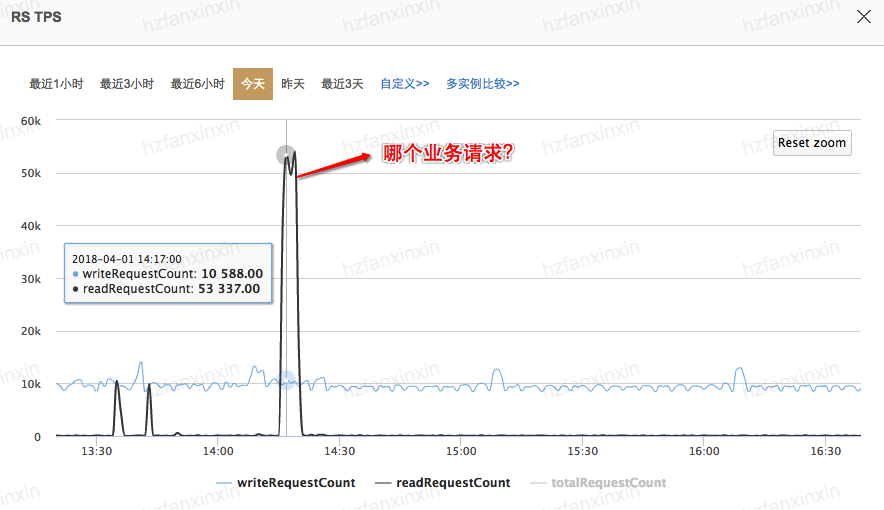 RS TPS
最近1小时 最近3小时 最近6小时 今天 昨天 最近3天 自定义>> 多实例比较>>
60k
Reset zoom
哪个业务请求?
50k
40k
2018-04-01 14:17:00
writeRequestCount: 10 588.00
readRequestCount: 53 337.00
30k
20k
10k
0
13:30 14:00 14:30 15:00 15:30 16:00 16:30
writeRequestCount readRequestCount totalRequestCount
hzfanxinxin